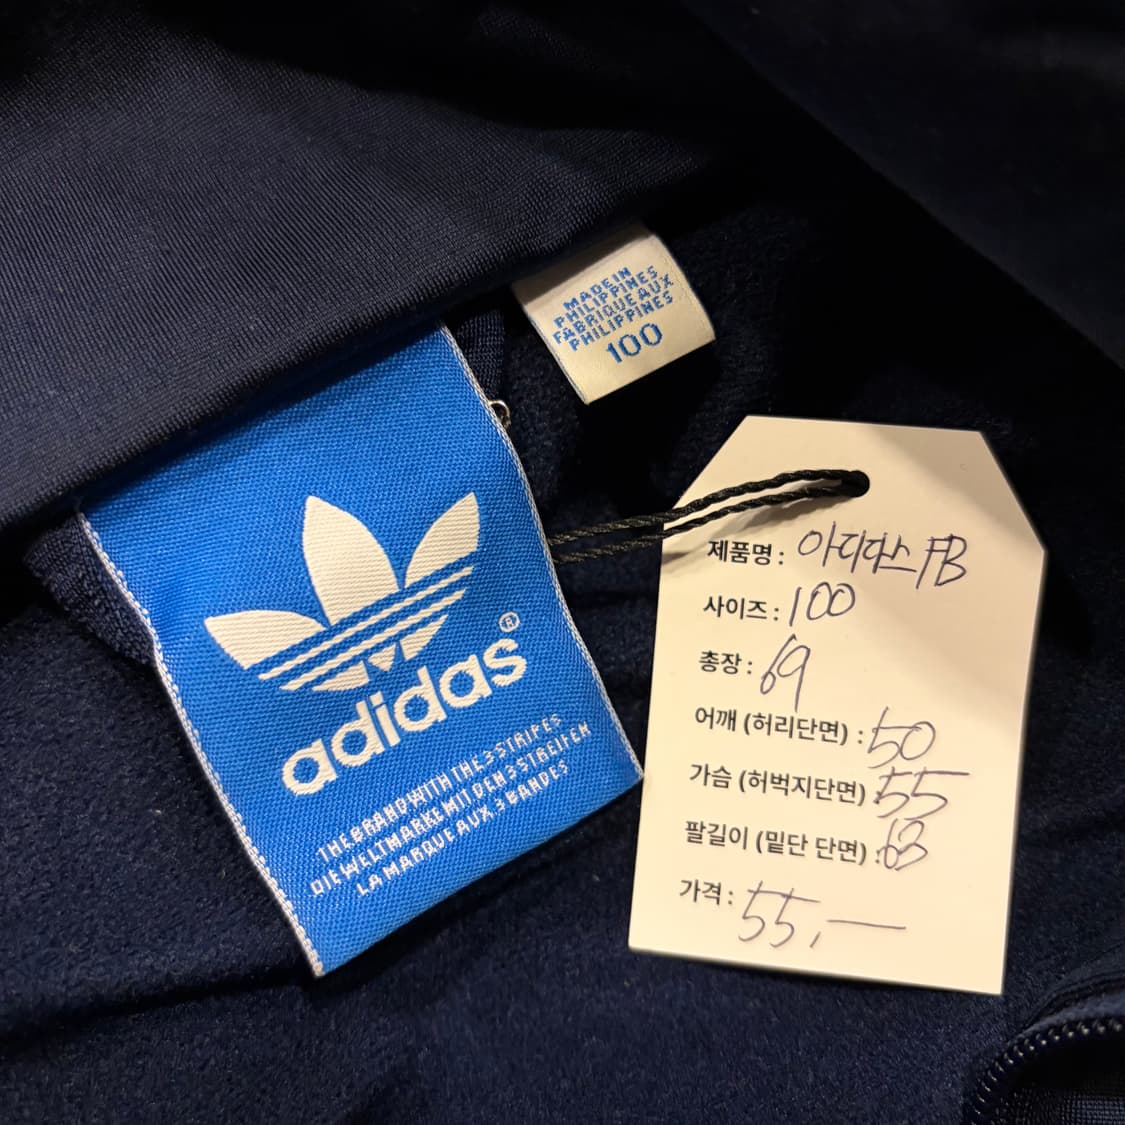 MADE IN
PHILIPPINES
FABRIQUE AUX
PHILIPPINES
100
adidas®
THE BRAND WITH THE 3 STRIPES
DIE WELTMARKE MIT DEN 3 STREIFEN
LA MARQUE AUX 3 BANDES
제품명 : 아디다스 FB
사이즈 : 100
총장 : 69
어깨 (허리단면) : 50
가슴 (허벅지단면) 55
팔길이 (밑단 단면) : 63
가격 : 55,—